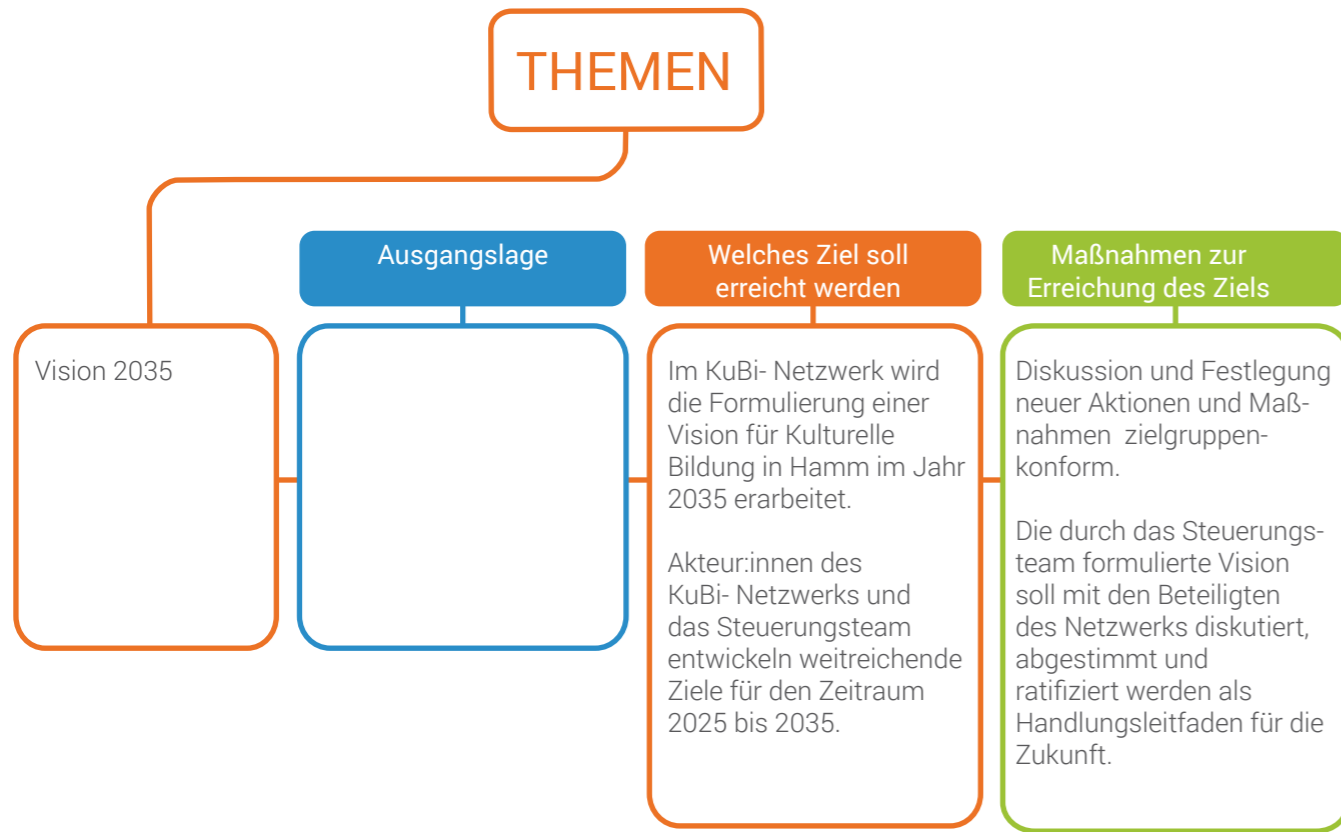 THEMEN
Ausgangslage
Welches Ziel soll
erreicht werden
Maßnahmen zur
Erreichung des Ziels
Vision 2035
Im KuBi- Netzwerk wird
die Formulierung einer
Vision für Kulturelle
Bildung in Hamm im Jahr
2035 erarbeitet.
Akteur:innen des
KuBi- Netzwerks und
das Steuerungsteam
entwickeln weitreichende
Ziele für den Zeitraum
2025 bis 2035.
Diskussion und Festlegung
neuer Aktionen und Maß-
nahmen zielgruppen-
konform.
Die durch das Steuerungs-
team formulierte Vision
soll mit den Beteiligten
des Netzwerks diskutiert,
abgestimmt und
ratifiziert werden als
Handlungsleitfaden für die
Zukunft.